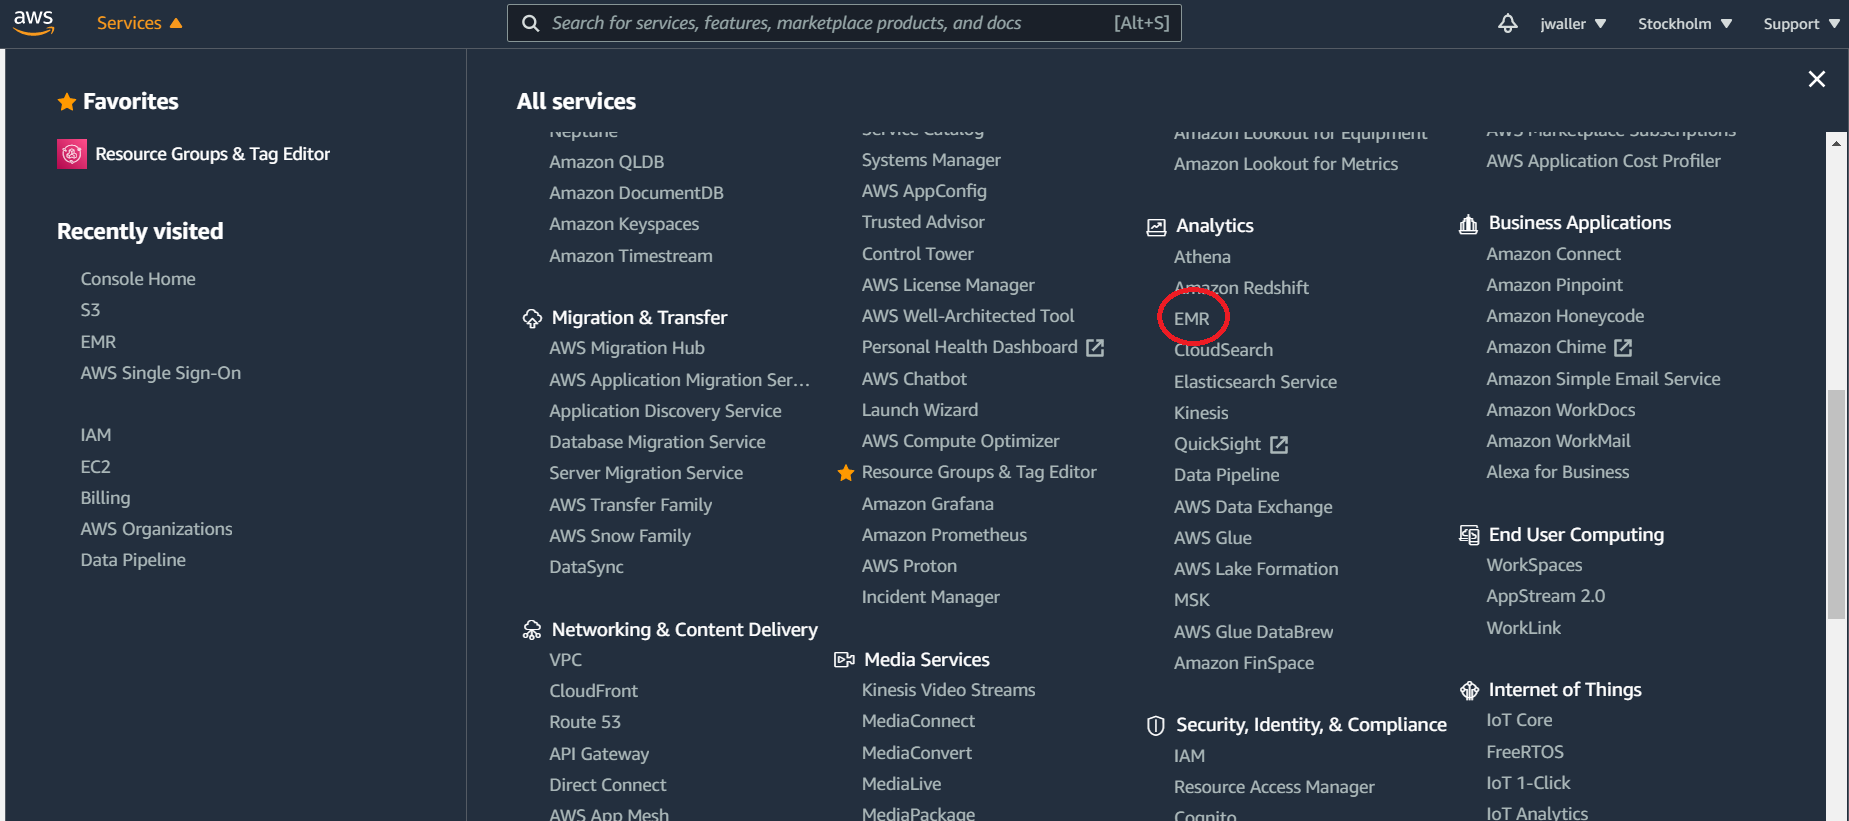 aws
Services
Search for services, features, marketplace products, and docs
[Alt+S]
jwaller
Stockholm
Support
Favorites
Resource Groups & Tag Editor
Recently visited
Console Home
S3
EMR
AWS Single Sign-On
IAM
EC2
Billing
AWS Organizations
Data Pipeline
All services
Neptune
Amazon QLDB
Amazon DocumentDB
Amazon Keyspaces
Amazon Timestream
Migration & Transfer
AWS Migration Hub
AWS Application Migration Ser...
Application Discovery Service
Database Migration Service
Server Migration Service
AWS Transfer Family
AWS Snow Family
DataSync
Networking & Content Delivery
VPC
CloudFront
Route 53
API Gateway
Direct Connect
AWS App Mesh
Service Catalog
Systems Manager
AWS AppConfig
Trusted Advisor
Control Tower
AWS License Manager
AWS Well-Architected Tool
Personal Health Dashboard
AWS Chatbot
Launch Wizard
AWS Compute Optimizer
Resource Groups & Tag Editor
Amazon Grafana
Amazon Prometheus
AWS Proton
Incident Manager
Media Services
Kinesis Video Streams
MediaConnect
MediaConvert
MediaLive
MediaPackage
Amazon Lookout for Equipment
Amazon Lookout for Metrics
Analytics
Athena
Amazon Redshift
EMR
CloudSearch
Elasticsearch Service
Kinesis
QuickSight
Data Pipeline
AWS Data Exchange
AWS Glue
AWS Lake Formation
MSK
AWS Glue DataBrew
Amazon FinSpace
Security, Identity, & Compliance
IAM
Resource Access Manager
Cognito
AWS Marketplace Subscriptions
AWS Application Cost Profiler
Business Applications
Amazon Connect
Amazon Pinpoint
Amazon Honeycode
Amazon Chime
Amazon Simple Email Service
Amazon WorkDocs
Amazon WorkMail
Alexa for Business
End User Computing
WorkSpaces
AppStream 2.0
WorkLink
Internet of Things
IoT Core
FreeRTOS
IoT 1-Click
IoT Analytics